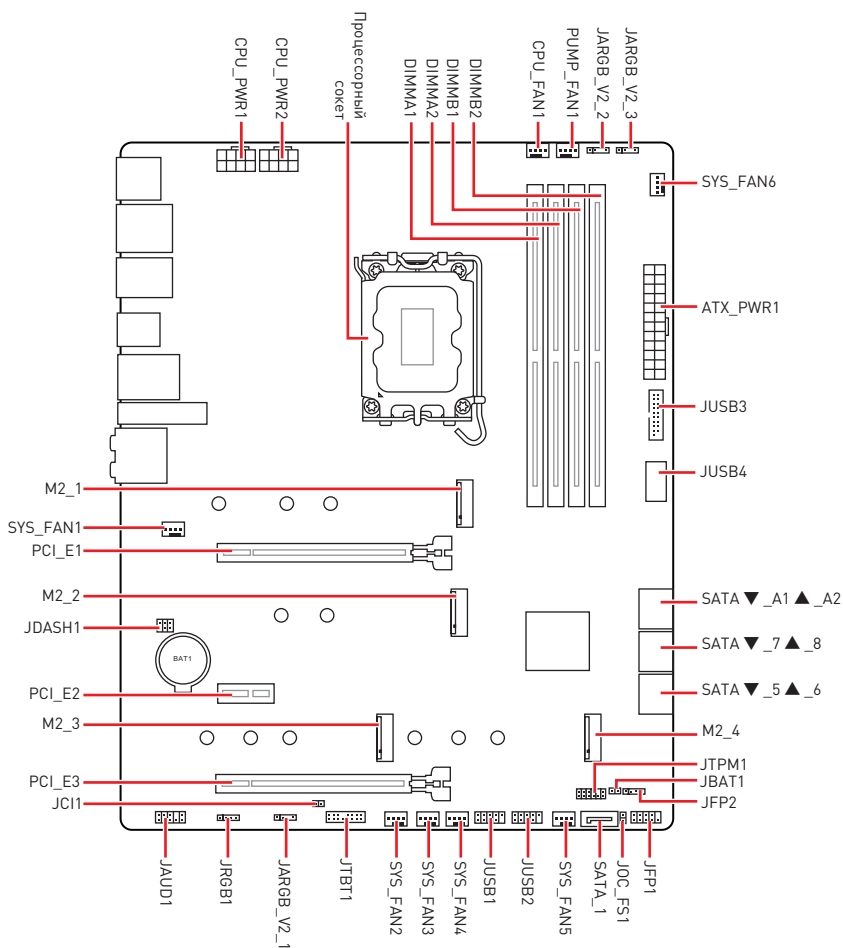 CPU_PWR1
CPU_PWR2
Процессорный
сокет
DIMMA1
DIMMA2
DIMMB1
DIMMB2
CPU_FAN1
PUMP_FAN1
JARGB_V2_2
JARGB_V2_3
SYS_FAN6
ATX_PWR1
JUSB3
JUSB4
M2_1
SYS_FAN1
PCI_E1
M2_2
SATA ▼ _A1 ▲ _A2
JDASH1
SATA ▼ _7 ▲ _8
BAT1
PCI_E2
SATA ▼ _5 ▲ _6
M2_3
M2_4
JTPM1
PCI_E3
JBAT1
JCI1
JFP2
JAUD1
JRGB1
JARGB_V2_1
JTBT1
SYS_FAN2
SYS_FAN3
SYS_FAN4
JUSB1
JUSB2
SYS_FAN5
SATA_1
JOC_FS1
JFP1